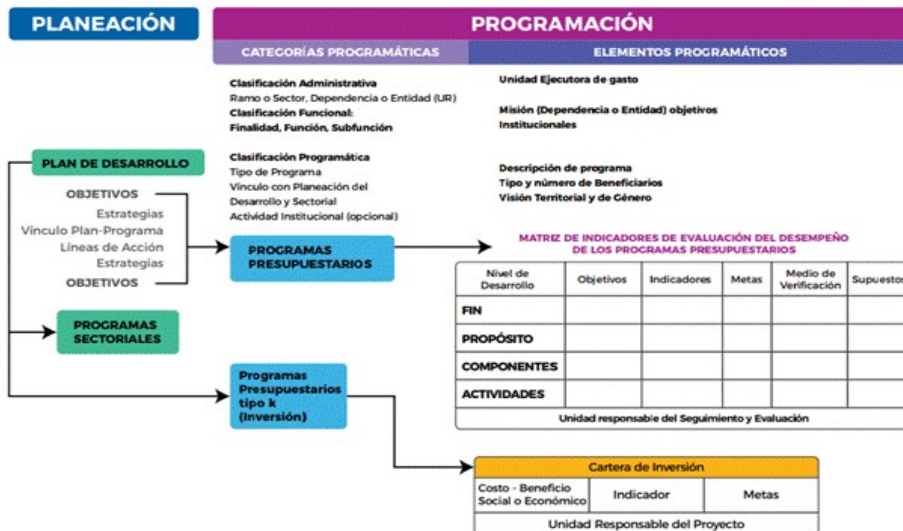 PLANEACIÓN
PROGRAMACIÓN
CATEGORÍAS PROGRAMÁTICAS
ELEMENTOS PROGRAMÁTICOS
Clasificación Administrativa
Ramo o Sector, Dependencia o Entidad (UR)
Clasificación Funcional:
Finalidad, Función, Subfunción
Clasificación Programática
Tipo de Programa
Vínculo con Planeación del
Desarrollo y Sectorial
Actividad Institucional (opcional)
Unidad Ejecutora de gasto
Misión (Dependencia o Entidad) objetivos
Institucionales
Descripción de programa
Tipo y número de Beneficiarios
Visión Territorial y de Género
PLAN DE DESARROLLO
OBJETIVOS
Estrategias
Vínculo Plan-Programa
Líneas de Acción
Estrategias
OBJETIVOS
PROGRAMAS
SECTORIALES
PROGRAMAS
PRESUPUESTARIOS
Programas
Presupuestarios
tipo k
(Inversión)
MATRIZ DE INDICADORES DE EVALUACIÓN DEL DESEMPEÑO
DE LOS PROGRAMAS PRESUPUESTARIOS
Nivel de
Desarrollo
Objetivos
Indicadores
Metas
Medio de
Verificación
Supuestos
FIN
PROPÓSITO
COMPONENTES
ACTIVIDADES
Unidad responsable del Seguimiento y Evaluación
Cartera de Inversión
Costo - Beneficio
Social o Económico
Indicador
Metas
Unidad Responsable del Proyecto